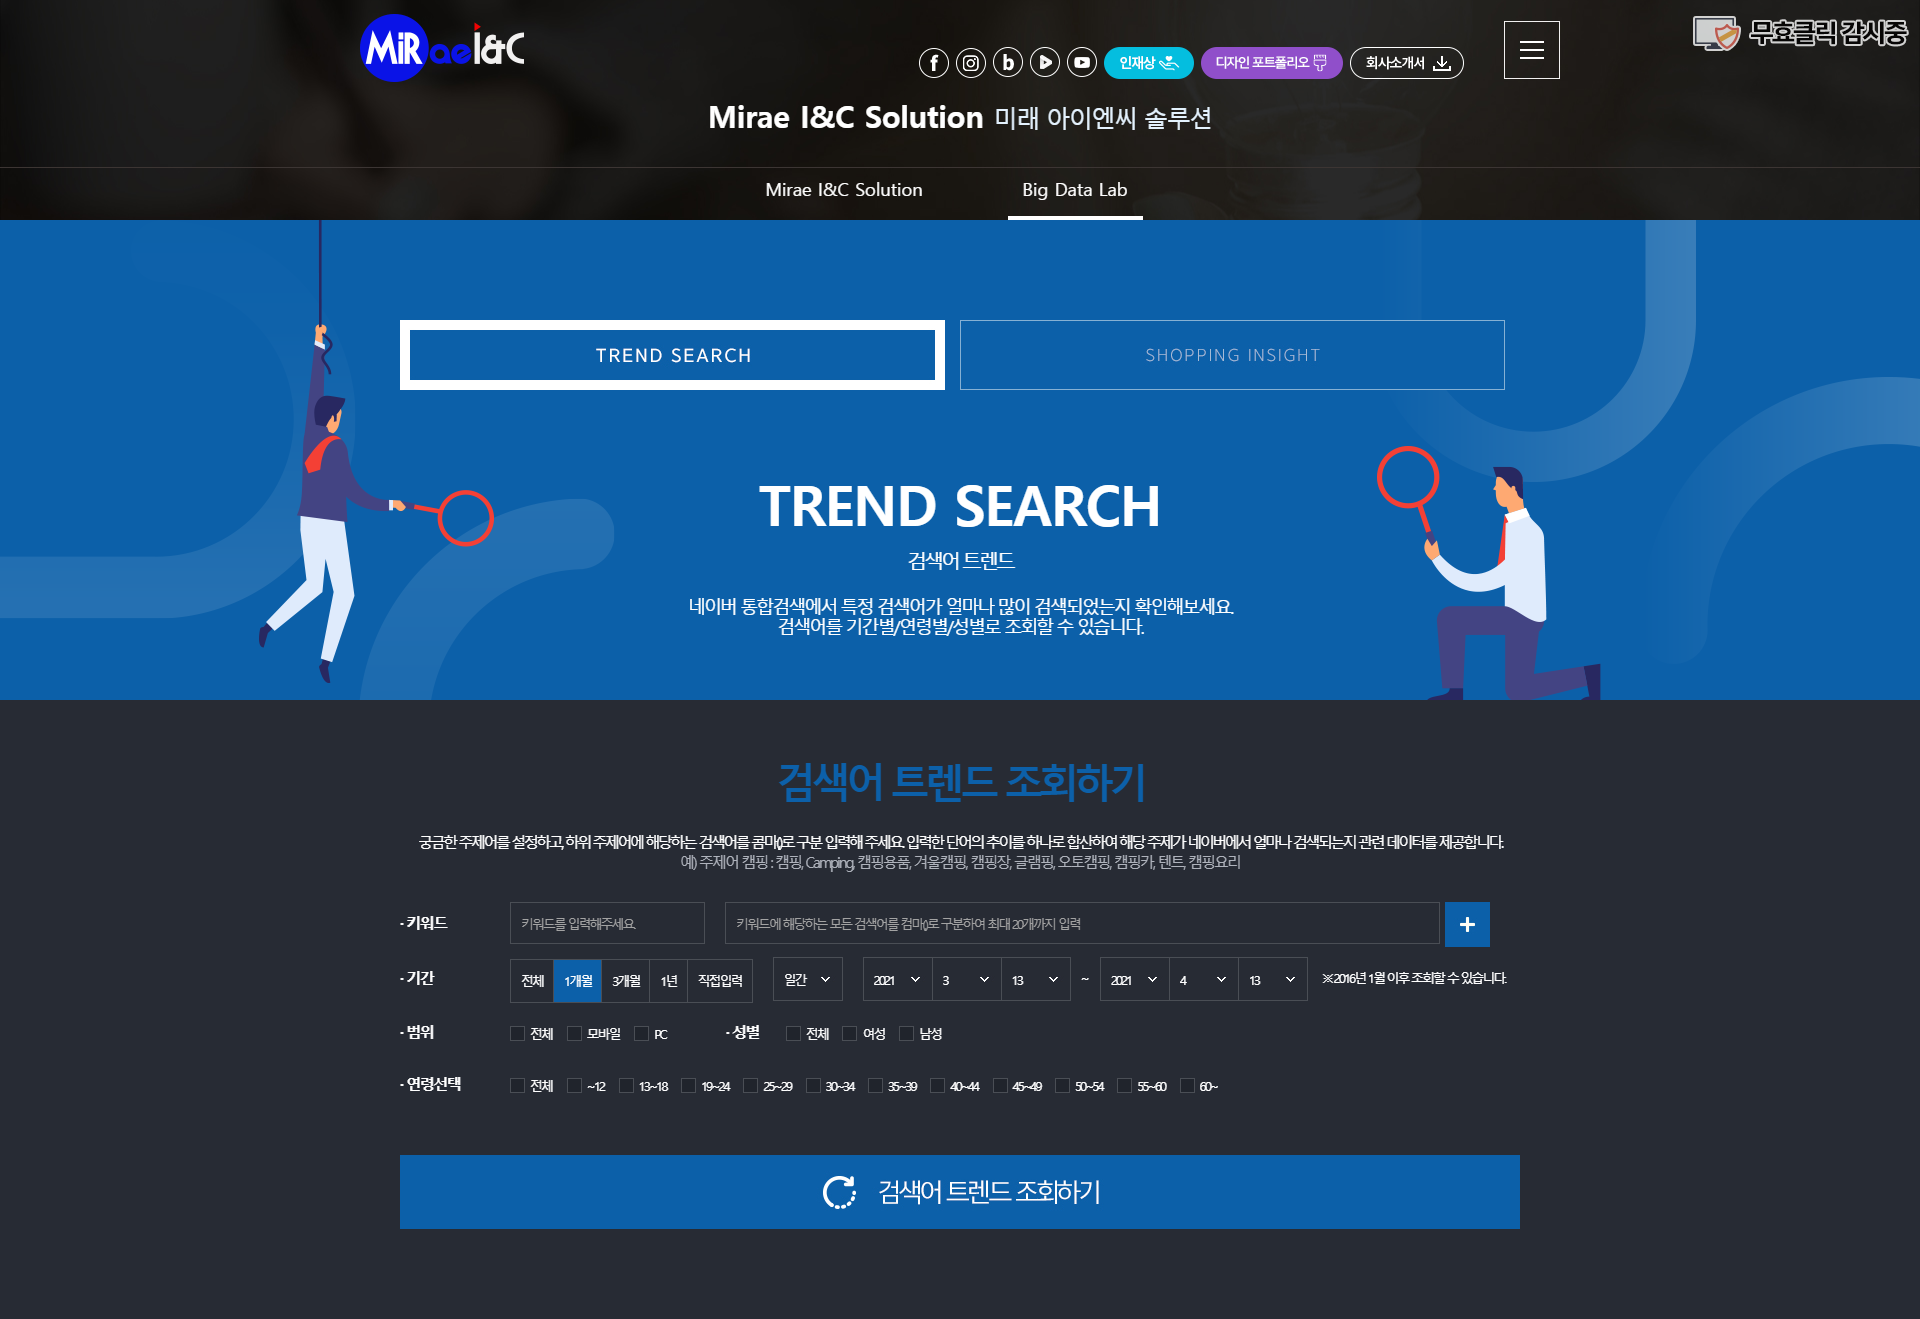 MiRae I&C
인재상
디자인 포트폴리오
회사소개서
무효클릭 감시중
Mirae I&C Solution 미래 아이엔씨 솔루션
Mirae I&C Solution
Big Data Lab
TREND SEARCH
SHOPPING INSIGHT
TREND SEARCH
검색어 트렌드
네이버 통합검색에서 특정 검색어가 얼마나 많이 검색되었는지 확인해보세요.
검색어를 기간별/연령별/성별로 조회할 수 있습니다.
검색어 트렌드 조회하기
궁금한 주제어를 설정하고, 하위 주제어에 해당하는 검색어를 콤마(,)로 구분 입력해 주세요. 입력한 단어의 추이를 하나로 합산하여 해당 주제가 네이버에서 얼마나 검색되는지 관련 데이터를 제공합니다.
예) 주제어 캠핑 : 캠핑, Camping, 캠핑용품, 겨울캠핑, 캠핑장, 글램핑, 오토캠핑, 캠핑카, 텐트, 캠핑요리
· 키워드
키워드를 입력해주세요.
키워드에 해당하는 모든 검색어를 컴마(,)로 구분하여 최대 20개까지 입력
+
· 기간
전체 1개월 3개월 1년 직접입력 일간 2021 3 13 ~ 2021 4 13 ※2016년 1월 이후 조회할 수 있습니다.
· 범위 전체 모바일 PC · 성별 전체 여성 남성
· 연령선택 전체 ~12 13~18 19~24 25~29 30~34 35~39 40~44 45~49 50~54 55~60 60~
검색어 트렌드 조회하기